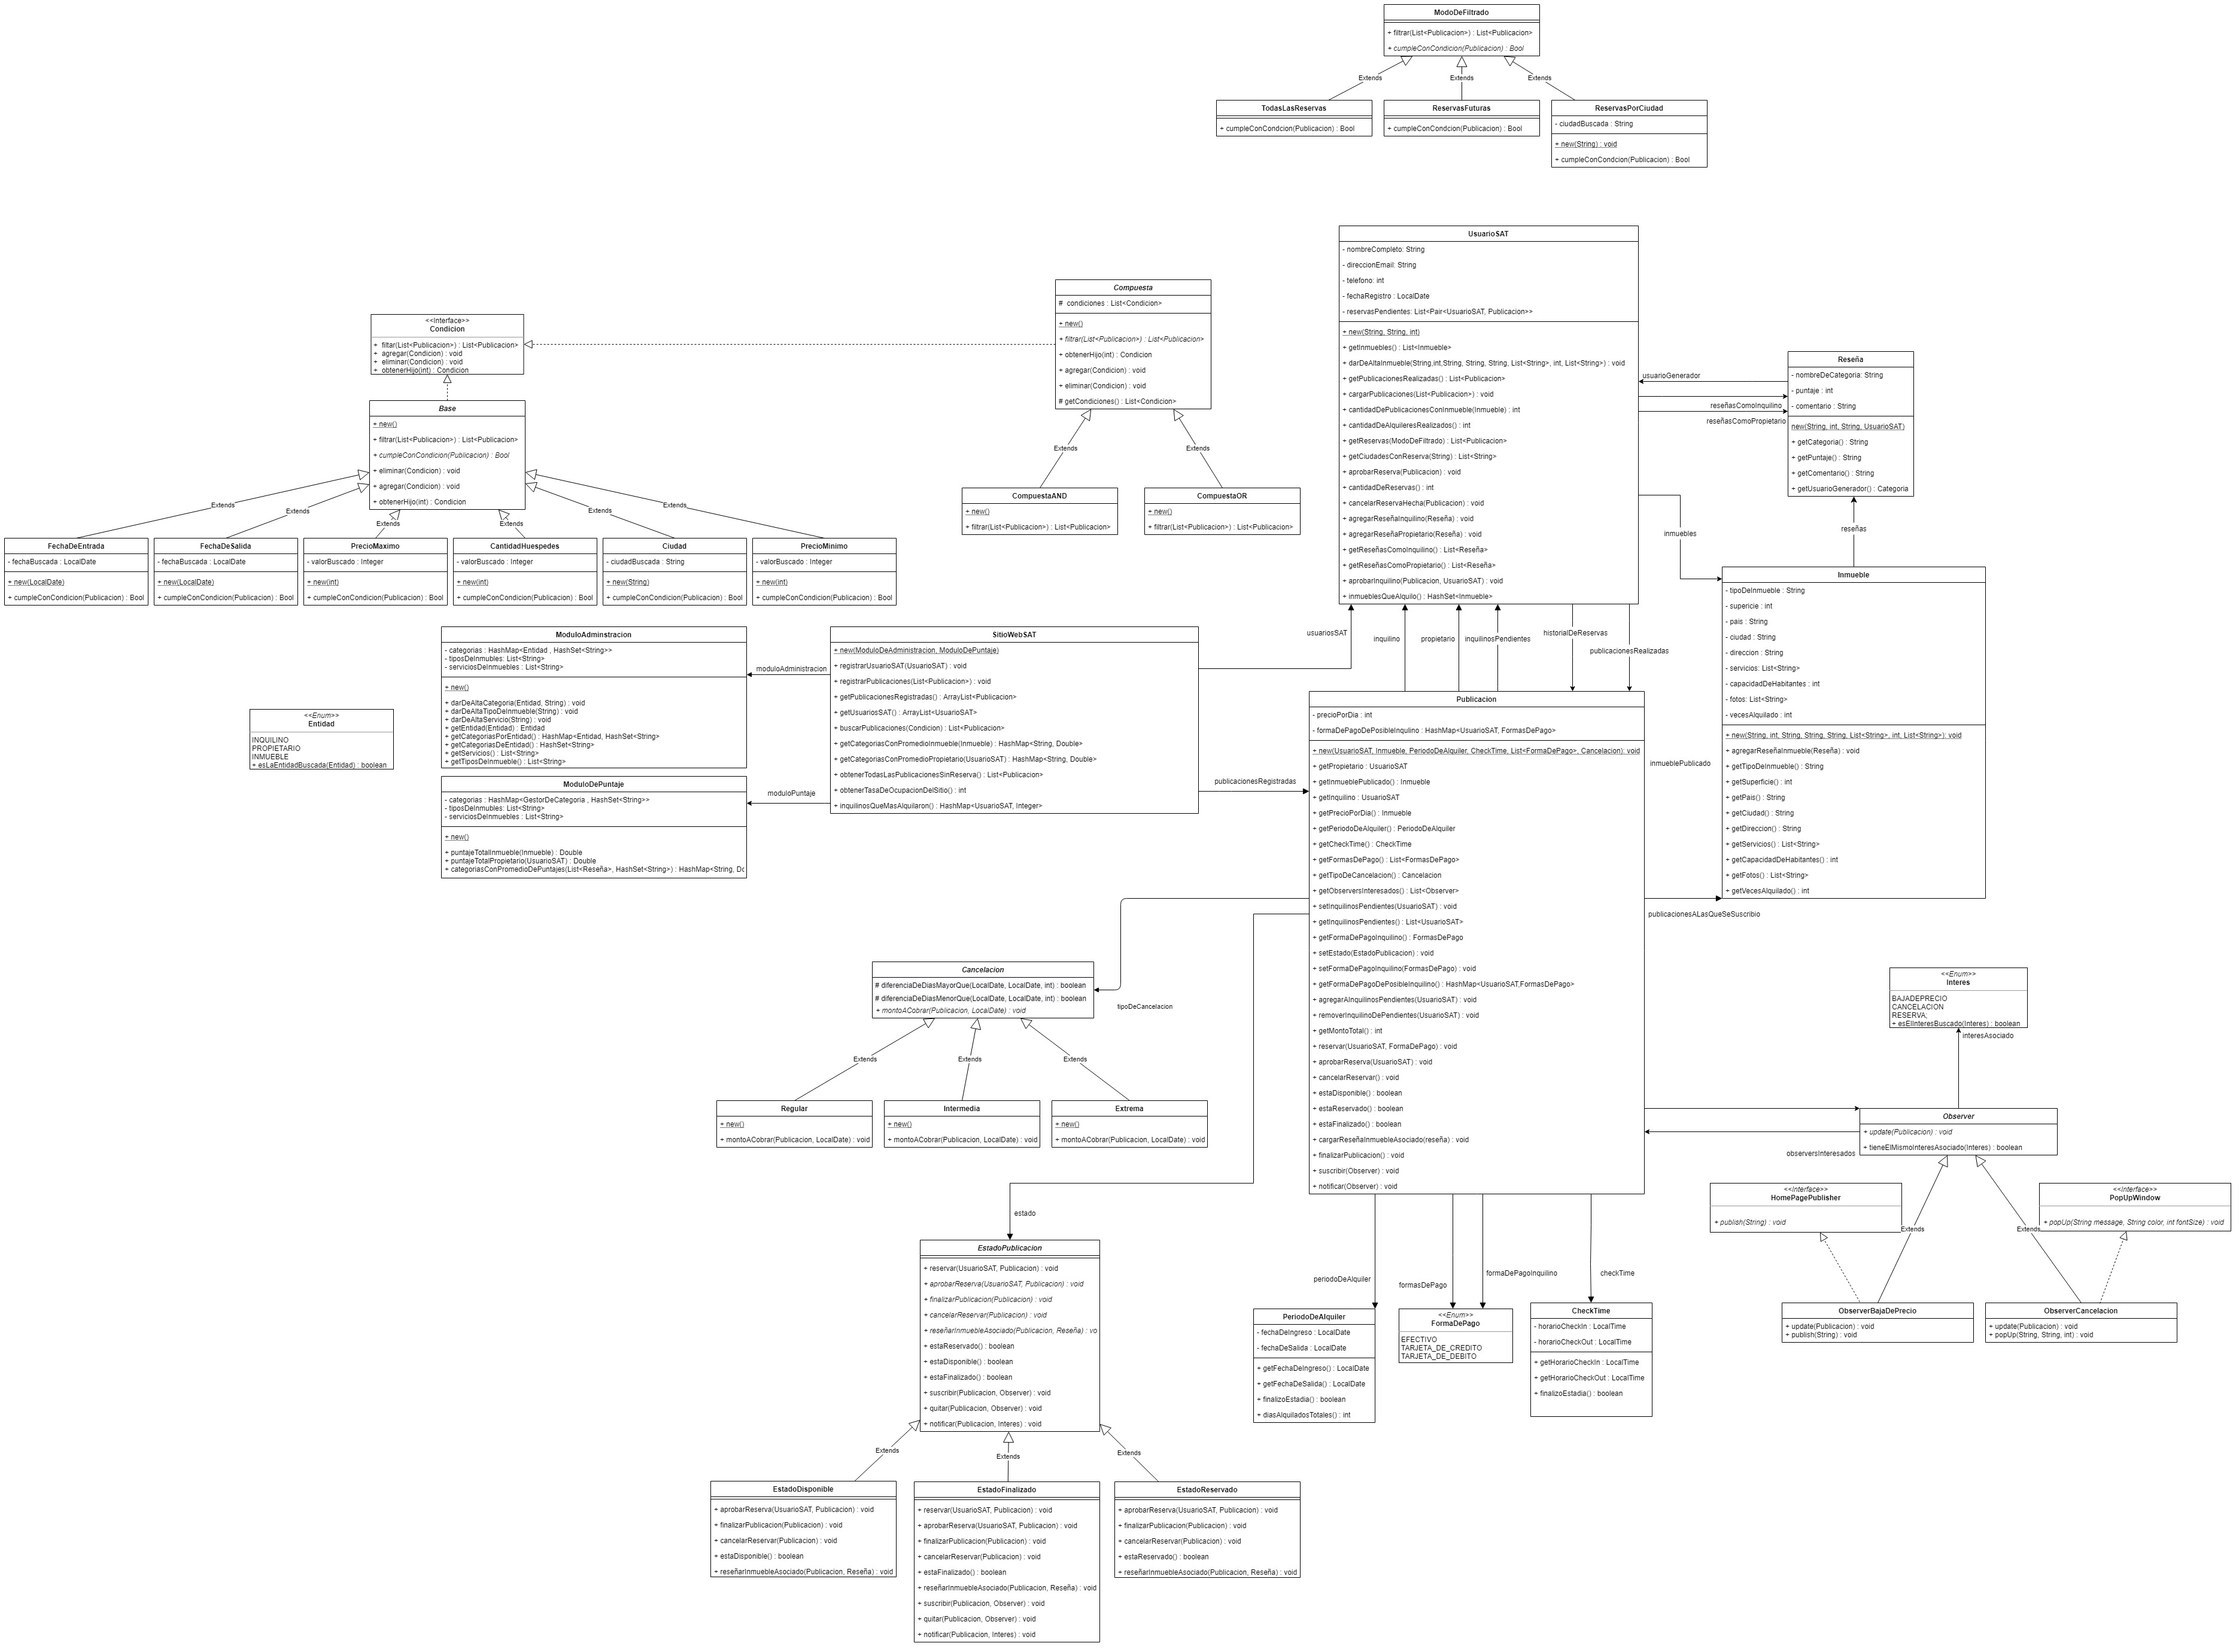 ModoDeFiltrado
+ filtrar(List<Publicacion>) : List<Publicacion>
+ cumpleConCondicion(Publicacion) : Bool
Extends
Extends
Extends
TodasLasReservas
+ cumpleConCondcion(Publicacion) : Bool
ReservasFuturas
+ cumpleConCondcion(Publicacion) : Bool
ReservasPorCiudad
- ciudadBuscada : String
+ new(String) : void
+ cumpleConCondcion(Publicacion) : Bool
UsuarioSAT
- nombreCompleto: String
- direccionEmail: String
- telefono: int
- fechaRegistro : LocalDate
- reservasPendientes: List<Pair<UsuarioSAT, Publicacion>>
+ new(String, String, int)
+ getInmuebles() : List<Inmueble>
+ darDeAltaInmueble(String,int,String, String, String, List<String>, int, List<String>) : void
+ getPublicacionesRealizadas() : List<Publicacion>
+ cargarPublicaciones(List<Publicacion>) : void
+ cantidadDePublicacionesConInmueble(Inmueble) : int
+ cantidadDeAlquileresRealizados() : int
+ getReservas(ModoDeFiltrado) : List<Publicacion>
+ getCiudadesConReserva(String) : List<String>
+ aprobarReserva(Publicacion) : void
+ cantidadDeReservas() : int
+ cancelarReservaHecha(Publicacion) : void
+ agregarReseñaInquilino(Reseña) : void
+ agregarReseñaPropietario(Reseña) : void
+ getReseñasComoInquilino() : List<Reseña>
+ getReseñasComoPropietario() : List<Reseña>
+ aprobarInquilino(Publicacion, UsuarioSAT) : void
+ inmueblesQueAlquilo() : HashSet<Inmueble>
Compuesta
# condiciones : List<Condicion>
+ new()
+ filtrar(List<Publicacion>) : List<Publicacion>
+ obtenerHijo(int) : Condicion
+ agregar(Condicion) : void
+ eliminar(Condicion) : void
# getCondiciones() : List<Condicion>
<<Interface>>
Condicion
+ filtar(List<Publicacion>) : List<Publicacion>
+ agregar(Condicion) : void
+ eliminar(Condicion) : void
+ obtenerHijo(int) : Condicion
Base
+ new()
+ filtrar(List<Publicacion>) : List<Publicacion>
+ cumpleConCondicion(Publicacion) : Bool
+ eliminar(Condicion) : void
+ agregar(Condicion) : void
+ obtenerHijo(int) : Condicion
usuarioGenerador
reseñasComoInquilino
reseñasComoPropietario
Reseña
- nombreDeCategoria: String
- puntaje : int
- comentario : String
new(String, int, String, UsuarioSAT)
+ getCategoria() : String
+ getPuntaje() : String
+ getComentario() : String
+ getUsuarioGenerador() : Categoria
Extends
Extends
CompuestaAND
+ new()
+ filtrar(List<Publicacion>) : List<Publicacion>
CompuestaOR
+ new()
+ filtrar(List<Publicacion>) : List<Publicacion>
Extends
Extends
Extends
Extends
Extends
Extends
FechaDeEntrada
- fechaBuscada : LocalDate
+ new(LocalDate)
+ cumpleConCondicion(Publicacion) : Bool
FechaDeSalida
- fechaBuscada : LocalDate
+ new(LocalDate)
+ cumpleConCondicion(Publicacion) : Bool
PrecioMaximo
- valorBuscado : Integer
+ new(int)
+ cumpleConCondicion(Publicacion) : Bool
CantidadHuespedes
- valorBuscado : Integer
+ new(int)
+ cumpleConCondicion(Publicacion) : Bool
Ciudad
- ciudadBuscada : String
+ new(String)
+ cumpleConCondicion(Publicacion) : Bool
PrecioMinimo
- valorBuscado : Integer
+ new(int)
+ cumpleConCondicion(Publicacion) : Bool
inmuebles
reseñas
Inmueble
- tipoDeInmueble : String
- supericie : int
- pais : String
- ciudad : String
- direccion : String
- servicios: List<String>
- capacidadDeHabitantes : int
- fotos : List<String>
- vecesAlquilado : int
+ new(String, int, String, String, String, List<String>, int, List<String>): void
+ agregarReseñaInmueble(Reseña) : void
+ getTipoDeInmueble() : String
+ getSuperficie() : int
+ getPais() : String
+ getCiudad() : String
+ getDireccion() : String
+ getServicios() : List<String>
+ getCapacidadDeHabitantes() : int
+ getFotos() : List<String>
+ getVecesAlquilado() : int
ModuloAdminstracion
- categorias : HashMap<Entidad , HashSet<String>>
- tiposDeInmbules: List<String>
- serviciosDeInmuebles : List<String>
+ new()
+ darDeAltaCategoria(Entidad, String) : void
+ darDeAltaTipoDeInmueble(String) : void
+ darDeAltaServicio(String) : void
+ getEntidad(Entidad) : Entidad
+ getCategoriasPorEntidad() : HashMap<Entidad, HashSet<String>
+ getCategoriasDeEntidad() : HashSet<String>
+ getServicios() : List<String>
+ getTiposDeInmueble() : List<String>
moduloAdministracion
SitioWebSAT
+ new(ModuloDeAdministracion, ModuloDePuntaje)
+ registrarUsuarioSAT(UsuarioSAT) : void
+ registrarPublicaciones(List<Publicacion>) : void
+ getPublicacionesRegistradas() : ArrayList<Publicacion>
+ getUsuariosSAT() : ArrayList<UsuarioSAT>
+ buscarPublicaciones(Condicion) : List<Publicacion>
+ getCategoriasConPromedioInmueble(Inmueble) : HashMap<String, Double>
+ getCategoriasConPromedioPropietario(UsuarioSAT) : HashMap<String, Double>
+ obtenerTodasLasPublicacionesSinReserva() : List<Publicacion>
+ obtenerTasaDeOcupacionDelSitio() : int
+ inquilinosQueMasAlquilaron() : HashMap<UsuarioSAT, Integer>
usuariosSAT
inquilino
propietario
inquilinosPendientes
historialDeReservas
publicacionesRealizadas
<<Enum>>
Entidad
INQUILINO
PROPIETARIO
INMUEBLE
+ esLaEntidadBuscada(Entidad) : boolean
ModuloDePuntaje
- categorias : HashMap<GestorDeCategoria , HashSet<String>>
- tiposDeInmbules: List<String>
- serviciosDeInmuebles : List<String>
+ new()
+ puntajeTotalInmueble(Inmueble) : Double
+ puntajeTotalPropietario(UsuarioSAT) : Double
+ categoriasConPromedioDePuntajes(List<Reseña>, HashSet<String>) : HashMap<String, Do
moduloPuntaje
publicacionesRegistradas
Publicacion
- precioPorDia : int
- formaDePagoDePosibleInqulino : HashMap<UsuarioSAT, FormasDePago>
+ new(UsuarioSAT, Inmueble, PeriodoDeAlquiler, CheckTime, List<FormaDePago>, Cancelacion): void
+ getPropietario : UsuarioSAT
+ getInmueblePublicado() : Inmueble
+ getInquilino : UsuarioSAT
+ getPrecioPorDia() : Inmueble
+ getPeriodoDeAlquiler() : PeriodoDeAlquiler
+ getCheckTime() : CheckTime
+ getFormasDePago() : List<FormasDePago>
+ getTipoDeCancelacion() : Cancelacion
+ getObserversInteresados() : List<Observer>
+ setInquilinosPendientes(UsuarioSAT) : void
+ getInquilinosPendientes() : List<UsuarioSAT>
+ getFormaDePagoInquilino() : FormasDePago
+ setEstado(EstadoPublicacion) : void
+ setFormaDePagoInquilino(FormasDePago) : void
+ getFormaDePagoDePosibleInquilino() : HashMap<UsuarioSAT,FormasDePago>
+ agregarAInquilinosPendientes(UsuarioSAT) : void
+ removerInquilinoDePendientes(UsuarioSAT) : void
+ getMontoTotal() : int
+ reservar(UsuarioSAT, FormaDePago) : void
+ aprobarReserva(UsuarioSAT) : void
+ cancelarReservar() : void
+ estaDisponible() : boolean
+ estaReservado() : boolean
+ estaFinalizado() : boolean
+ cargarReseñaInmuebleAsociado(reseña) : void
+ finalizarPublicacion() : void
+ suscribir(Observer) : void
+ notificar(Observer) : void
inmueblePublicado
publicacionesALasQueSeSuscribio
Cancelacion
# diferenciaDeDiasMayorQue(LocalDate, LocalDate, int) : boolean
# diferenciaDeDiasMenorQue(LocalDate, LocalDate, int) : boolean
+ montoACobrar(Publicacion, LocalDate) : void
tipoDeCancelacion
Extends
Extends
Extends
Regular
+ new()
+ montoACobrar(Publicacion, LocalDate) : void
Intermedia
+ new()
+ montoACobrar(Publicacion, LocalDate) : void
Extrema
+ new()
+ montoACobrar(Publicacion, LocalDate) : void
<<Enum>>
Interes
BAJADEPRECIO
CANCELACION
RESERVA;
+ esElInteresBuscado(Interes) : boolean
interesAsociado
Observer
+ update(Publicacion) : void
+ tieneElMismoInteresAsociado(Interes) : boolean
observersInteresados
<<Interface>>
HomePagePublisher
+ publish(String) : void
<<Interface>>
PopUpWindow
+ popUp(String message, String color, int fontSize) : void
Extends
Extends
ObserverBajaDePrecio
+ update(Publicacion) : void
+ publish(String) : void
ObserverCancelacion
+ update(Publicacion) : void
+ popUp(String, String, int) : void
estado
EstadoPublicacion
+ reservar(UsuarioSAT, Publicacion) : void
+ aprobarReserva(UsuarioSAT, Publicacion) : void
+ finalizarPublicacion(Publicacion) : void
+ cancelarReservar(Publicacion) : void
+ reseñarInmuebleAsociado(Publicacion, Reseña) : vo
+ estaReservado() : boolean
+ estaDisponible() : boolean
+ estaFinalizado() : boolean
+ suscribir(Publicacion, Observer) : void
+ quitar(Publicacion, Observer) : void
+ notificar(Publicacion, Interes) : void
periodoDeAlquiler
formasDePago
formaDePagoInquilino
checkTime
PeriodoDeAlquiler
- fechaDeIngreso : LocalDate
- fechaDeSalida : LocalDate
+ getFechaDeIngreso() : LocalDate
+ getFechaDeSalida() : LocalDate
+ finalizoEstadia() : boolean
+ diasAlquiladosTotales() : int
<<Enum>>
FormaDePago
EFECTIVO
TARJETA_DE_CREDITO
TARJETA_DE_DEBITO
CheckTime
- horarioCheckIn : LocalTime
- horarioCheckOut : LocalTime
+ getHorarioCheckIn : LocalTime
+ getHorarioCheckOut : LocalTime
+ finalizoEstadia() : boolean
Extends
Extends
Extends
EstadoDisponible
+ aprobarReserva(UsuarioSAT, Publicacion) : void
+ finalizarPublicacion(Publicacion) : void
+ cancelarReservar(Publicacion) : void
+ estaDisponible() : boolean
+ reseñarInmuebleAsociado(Publicacion, Reseña) : void
EstadoFinalizado
+ reservar(UsuarioSAT, Publicacion) : void
+ aprobarReserva(UsuarioSAT, Publicacion) : void
+ finalizarPublicacion(Publicacion) : void
+ cancelarReservar(Publicacion) : void
+ estaFinalizado() : boolean
+ reseñarInmuebleAsociado(Publicacion, Reseña) : void
+ suscribir(Publicacion, Observer) : void
+ quitar(Publicacion, Observer) : void
+ notificar(Publicacion, Interes) : void
EstadoReservado
+ aprobarReserva(UsuarioSAT, Publicacion) : void
+ finalizarPublicacion(Publicacion) : void
+ cancelarReservar(Publicacion) : void
+ estaReservado() : boolean
+ reseñarInmuebleAsociado(Publicacion, Reseña) : void